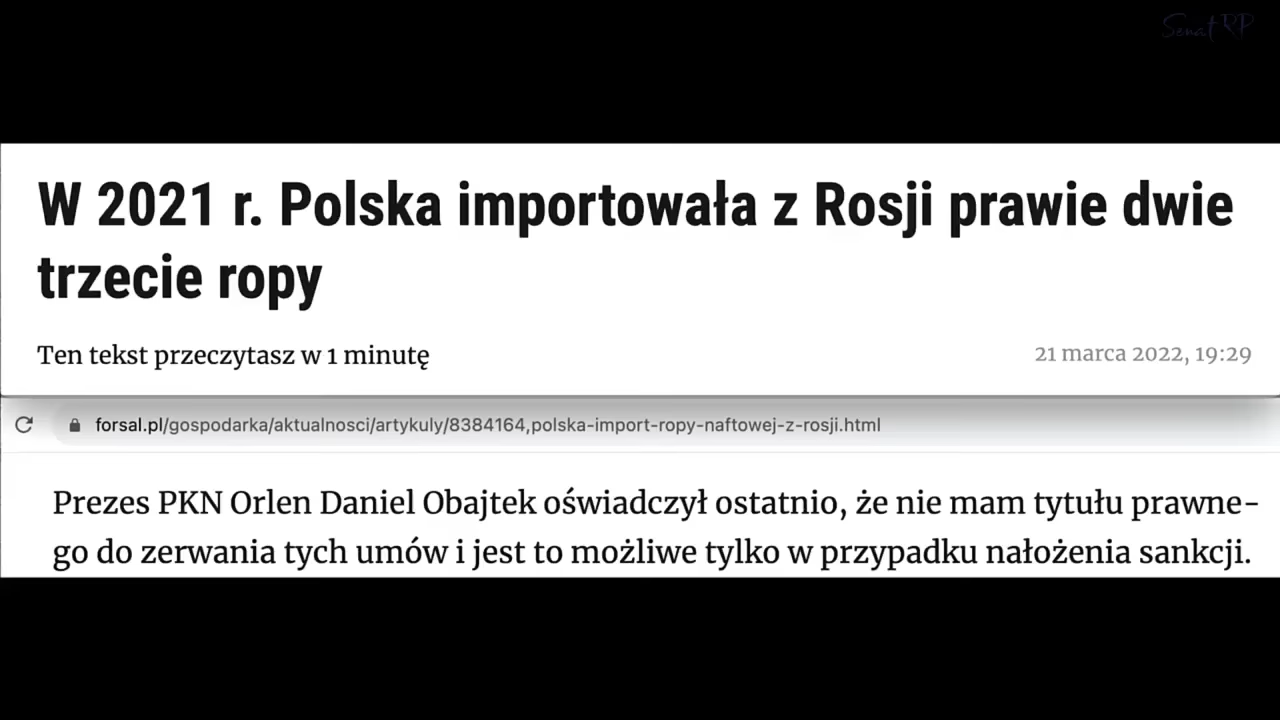 Senat RP
W 2021 r. Polska importowała z Rosji prawie dwie
trzecie ropy
Ten tekst przeczytasz w 1 minutę
21 marca 2022, 19:29
forsal.pl/gospodarka/aktualnosci/artykuly/8384164,polska-import-ropy-naftowej-z-rosji.html
Prezes PKN Orlen Daniel Obajtek oświadczył ostatnio, że nie mam tytułu prawne-
go do zerwania tych umów i jest to możliwe tylko w przypadku nałożenia sankcji.